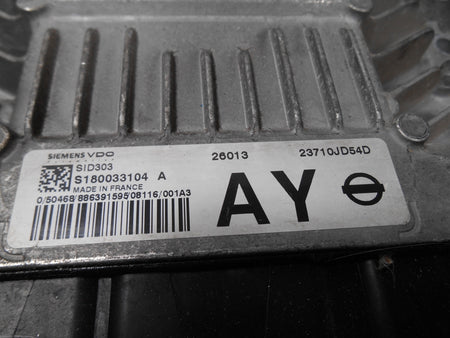 SIEMENS VDO
SID303
S180033104 A
MADE IN FRANCE
0/50468/886391595/08116/001A3
26013 23710JD54D
AY